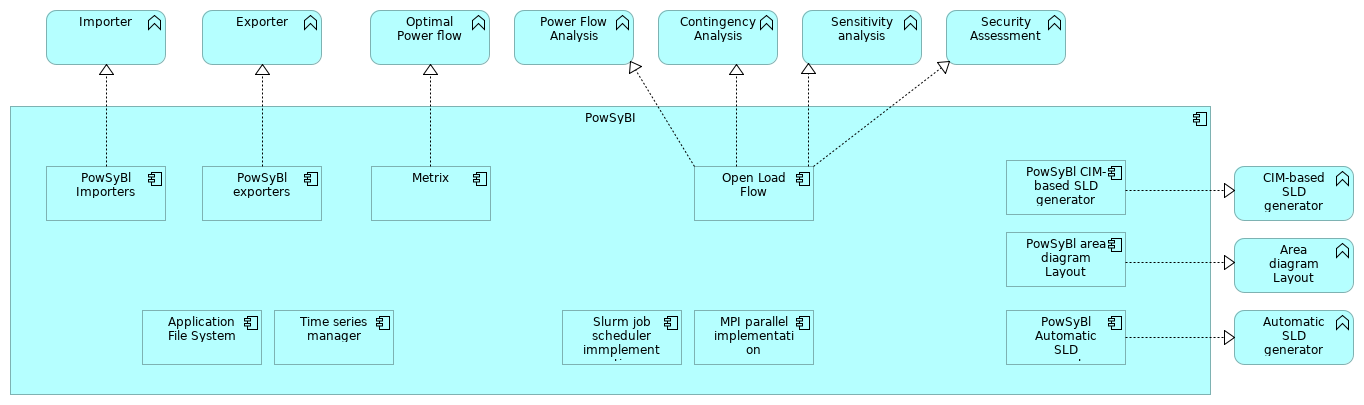 Importer
Exporter
Optimal
Power flow
Power Flow
Analysis
Contingency
Analysis
Sensitivity
analysis
Security
Assessment
PowSyBl
PowSyBl
Importers
PowSyBl
exporters
Metrix
Open Load
Flow
PowSyBl CIM-
based SLD
generator
CIM-based
SLD
generator
PowSyBl area
diagram
Layout
Area
diagram
Layout
Application
File System
Time series
manager
Slurm job
scheduler
immplement
MPI parallel
implementati
on
PowSyBl
Automatic
SLD
Automatic
SLD
generator